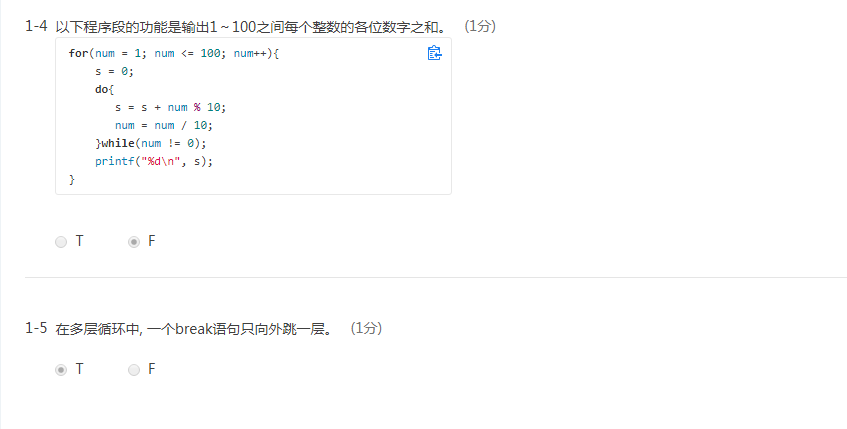 1-4 以下程序段的功能是输出1～100之间每个整数的各位数字之和。 (1分)
for(num = 1; num <= 100; num++){
    s = 0;
    do{
       s = s + num % 10;
       num = num / 10;
    }while(num != 0);
    printf("%d\n", s);
}
T F
1-5 在多层循环中, 一个break语句只向外跳一层。 (1分)
T F